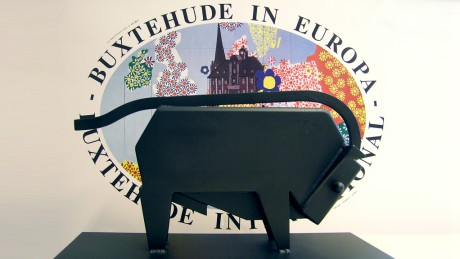 - BUXTEHUDE IN EUROPA -
BUXTEHUDE INTERNATIONAL